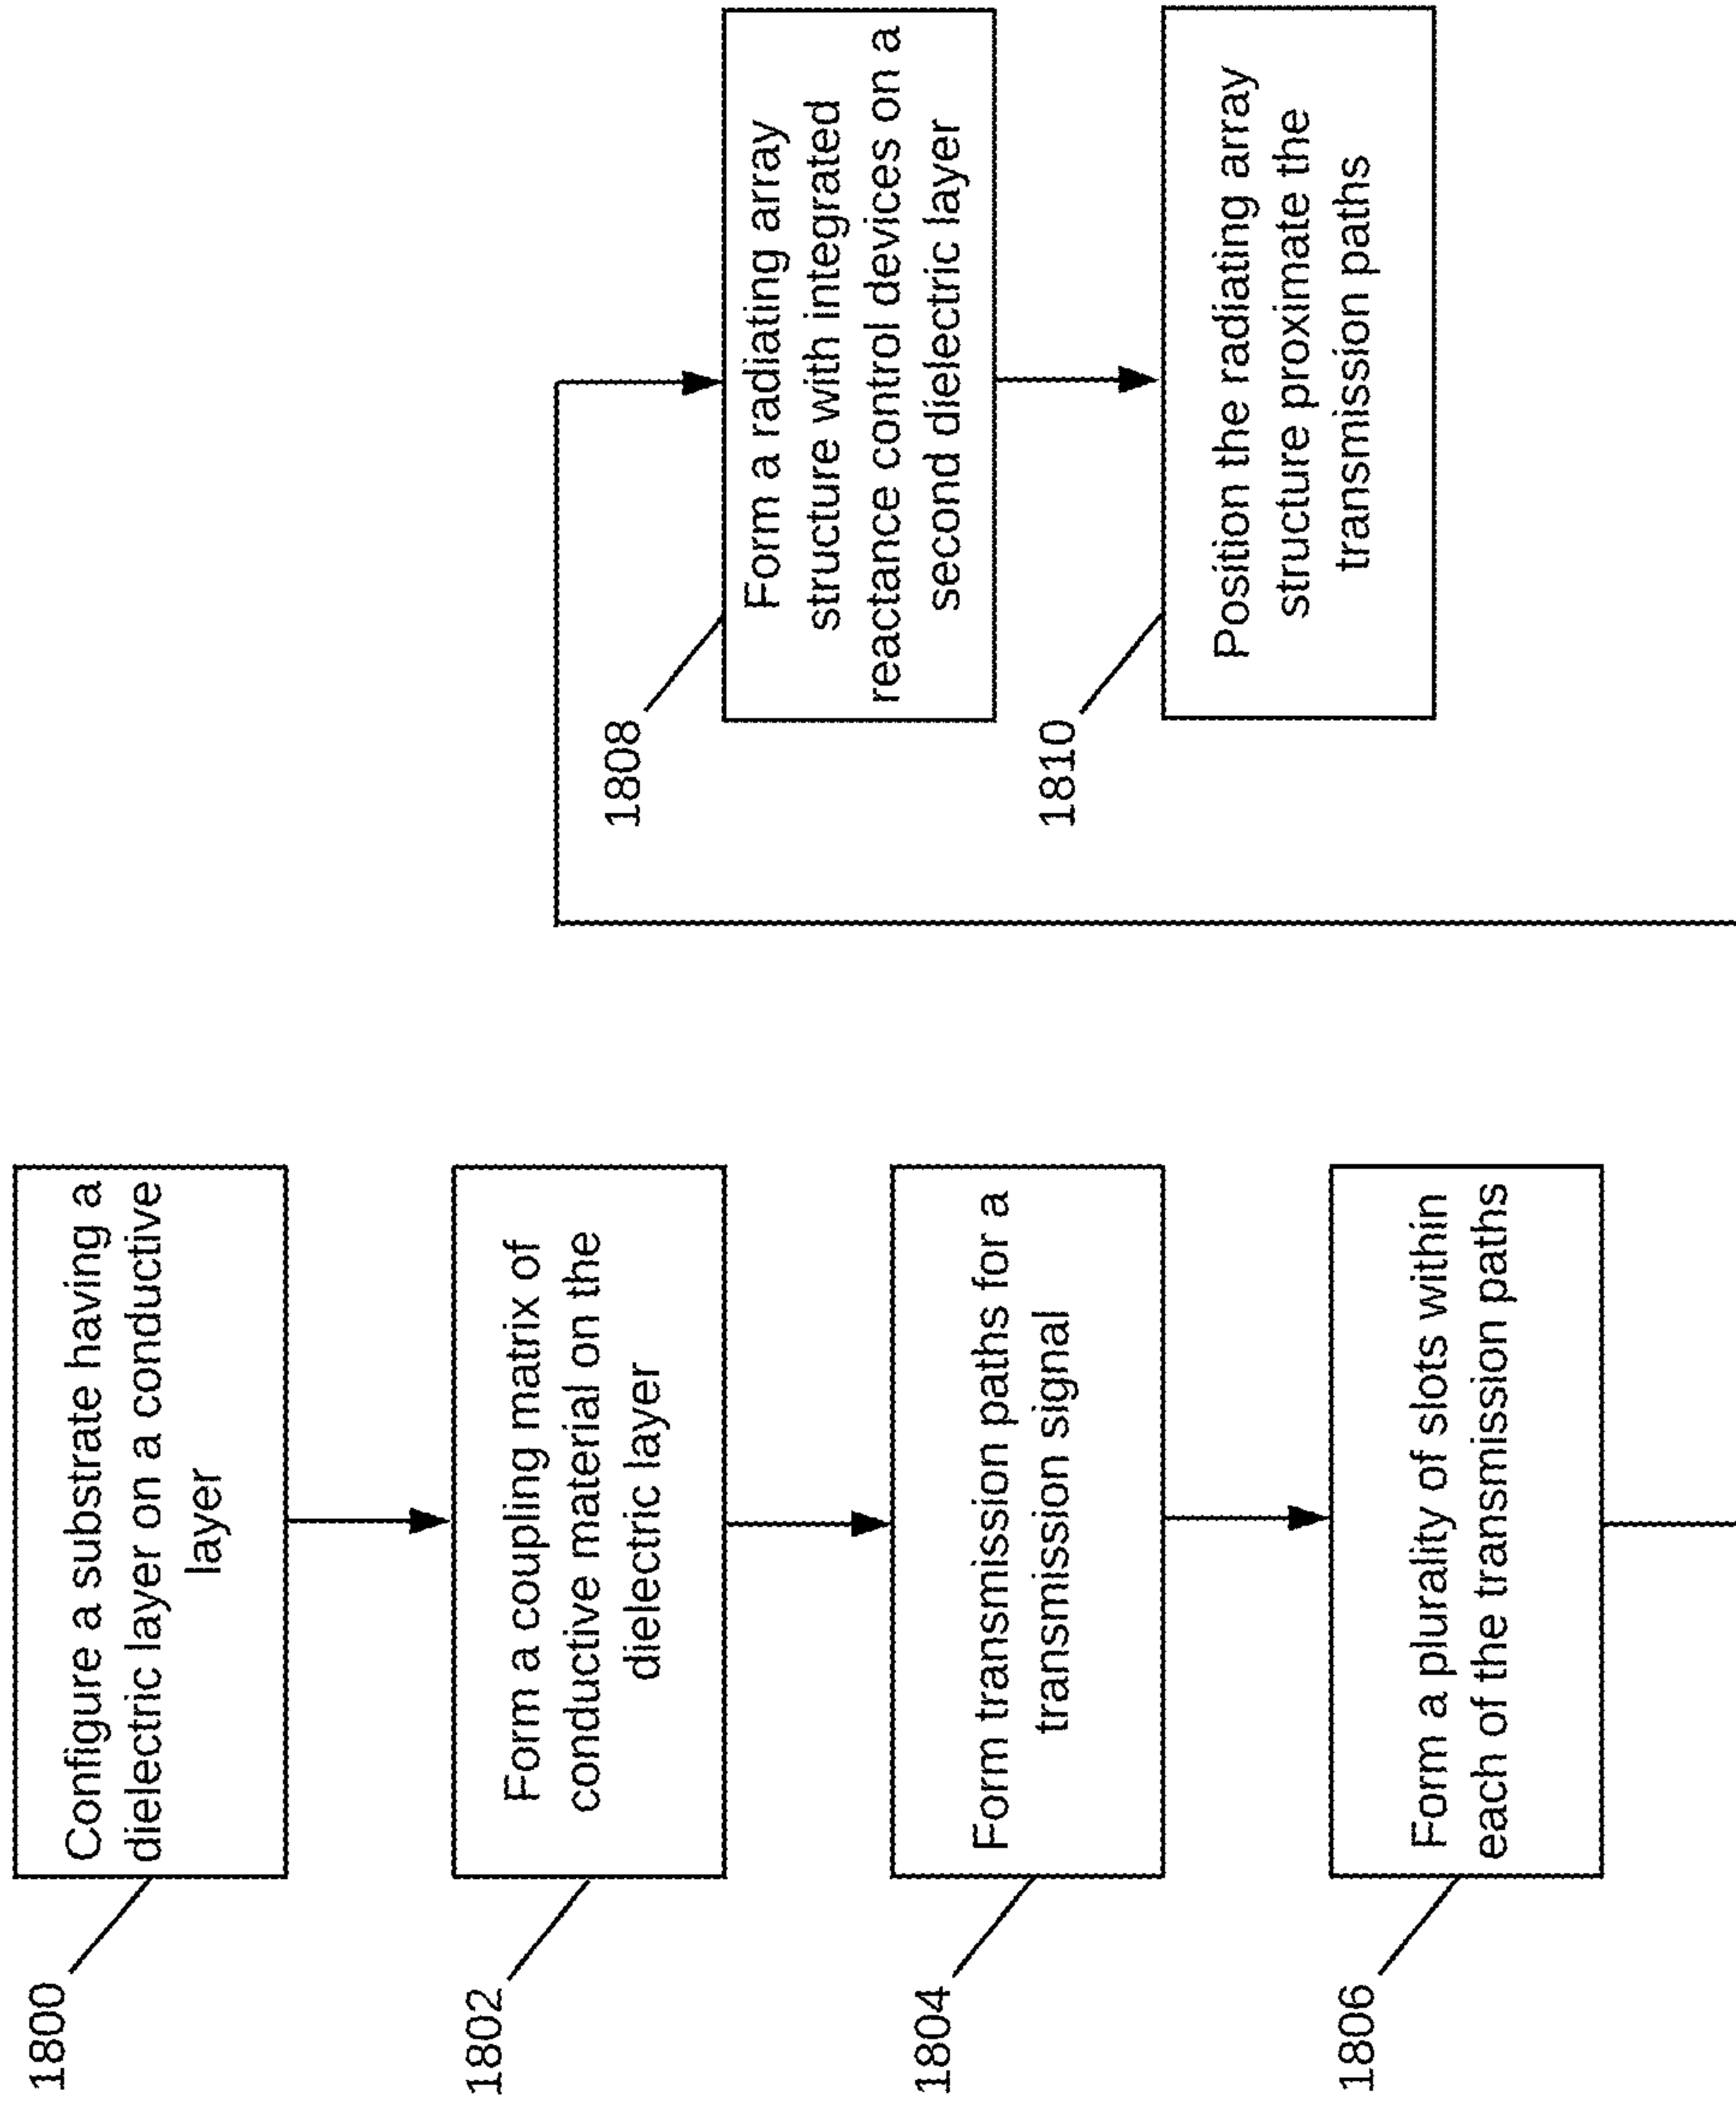 1800
Configure a substrate having a
dielectric layer on a conductive
layer
1802
Form a coupling matrix of
conductive material on the
dielectric layer
1804
Form transmission paths for a
transmission signal
1806
Form a plurality of slots within
each of the transmission paths
1808
Form a radiating array
structure with integrated
reactance control devices on a
second dielectric layer
1810
Position the radiating array
structure proximate the
transmission paths